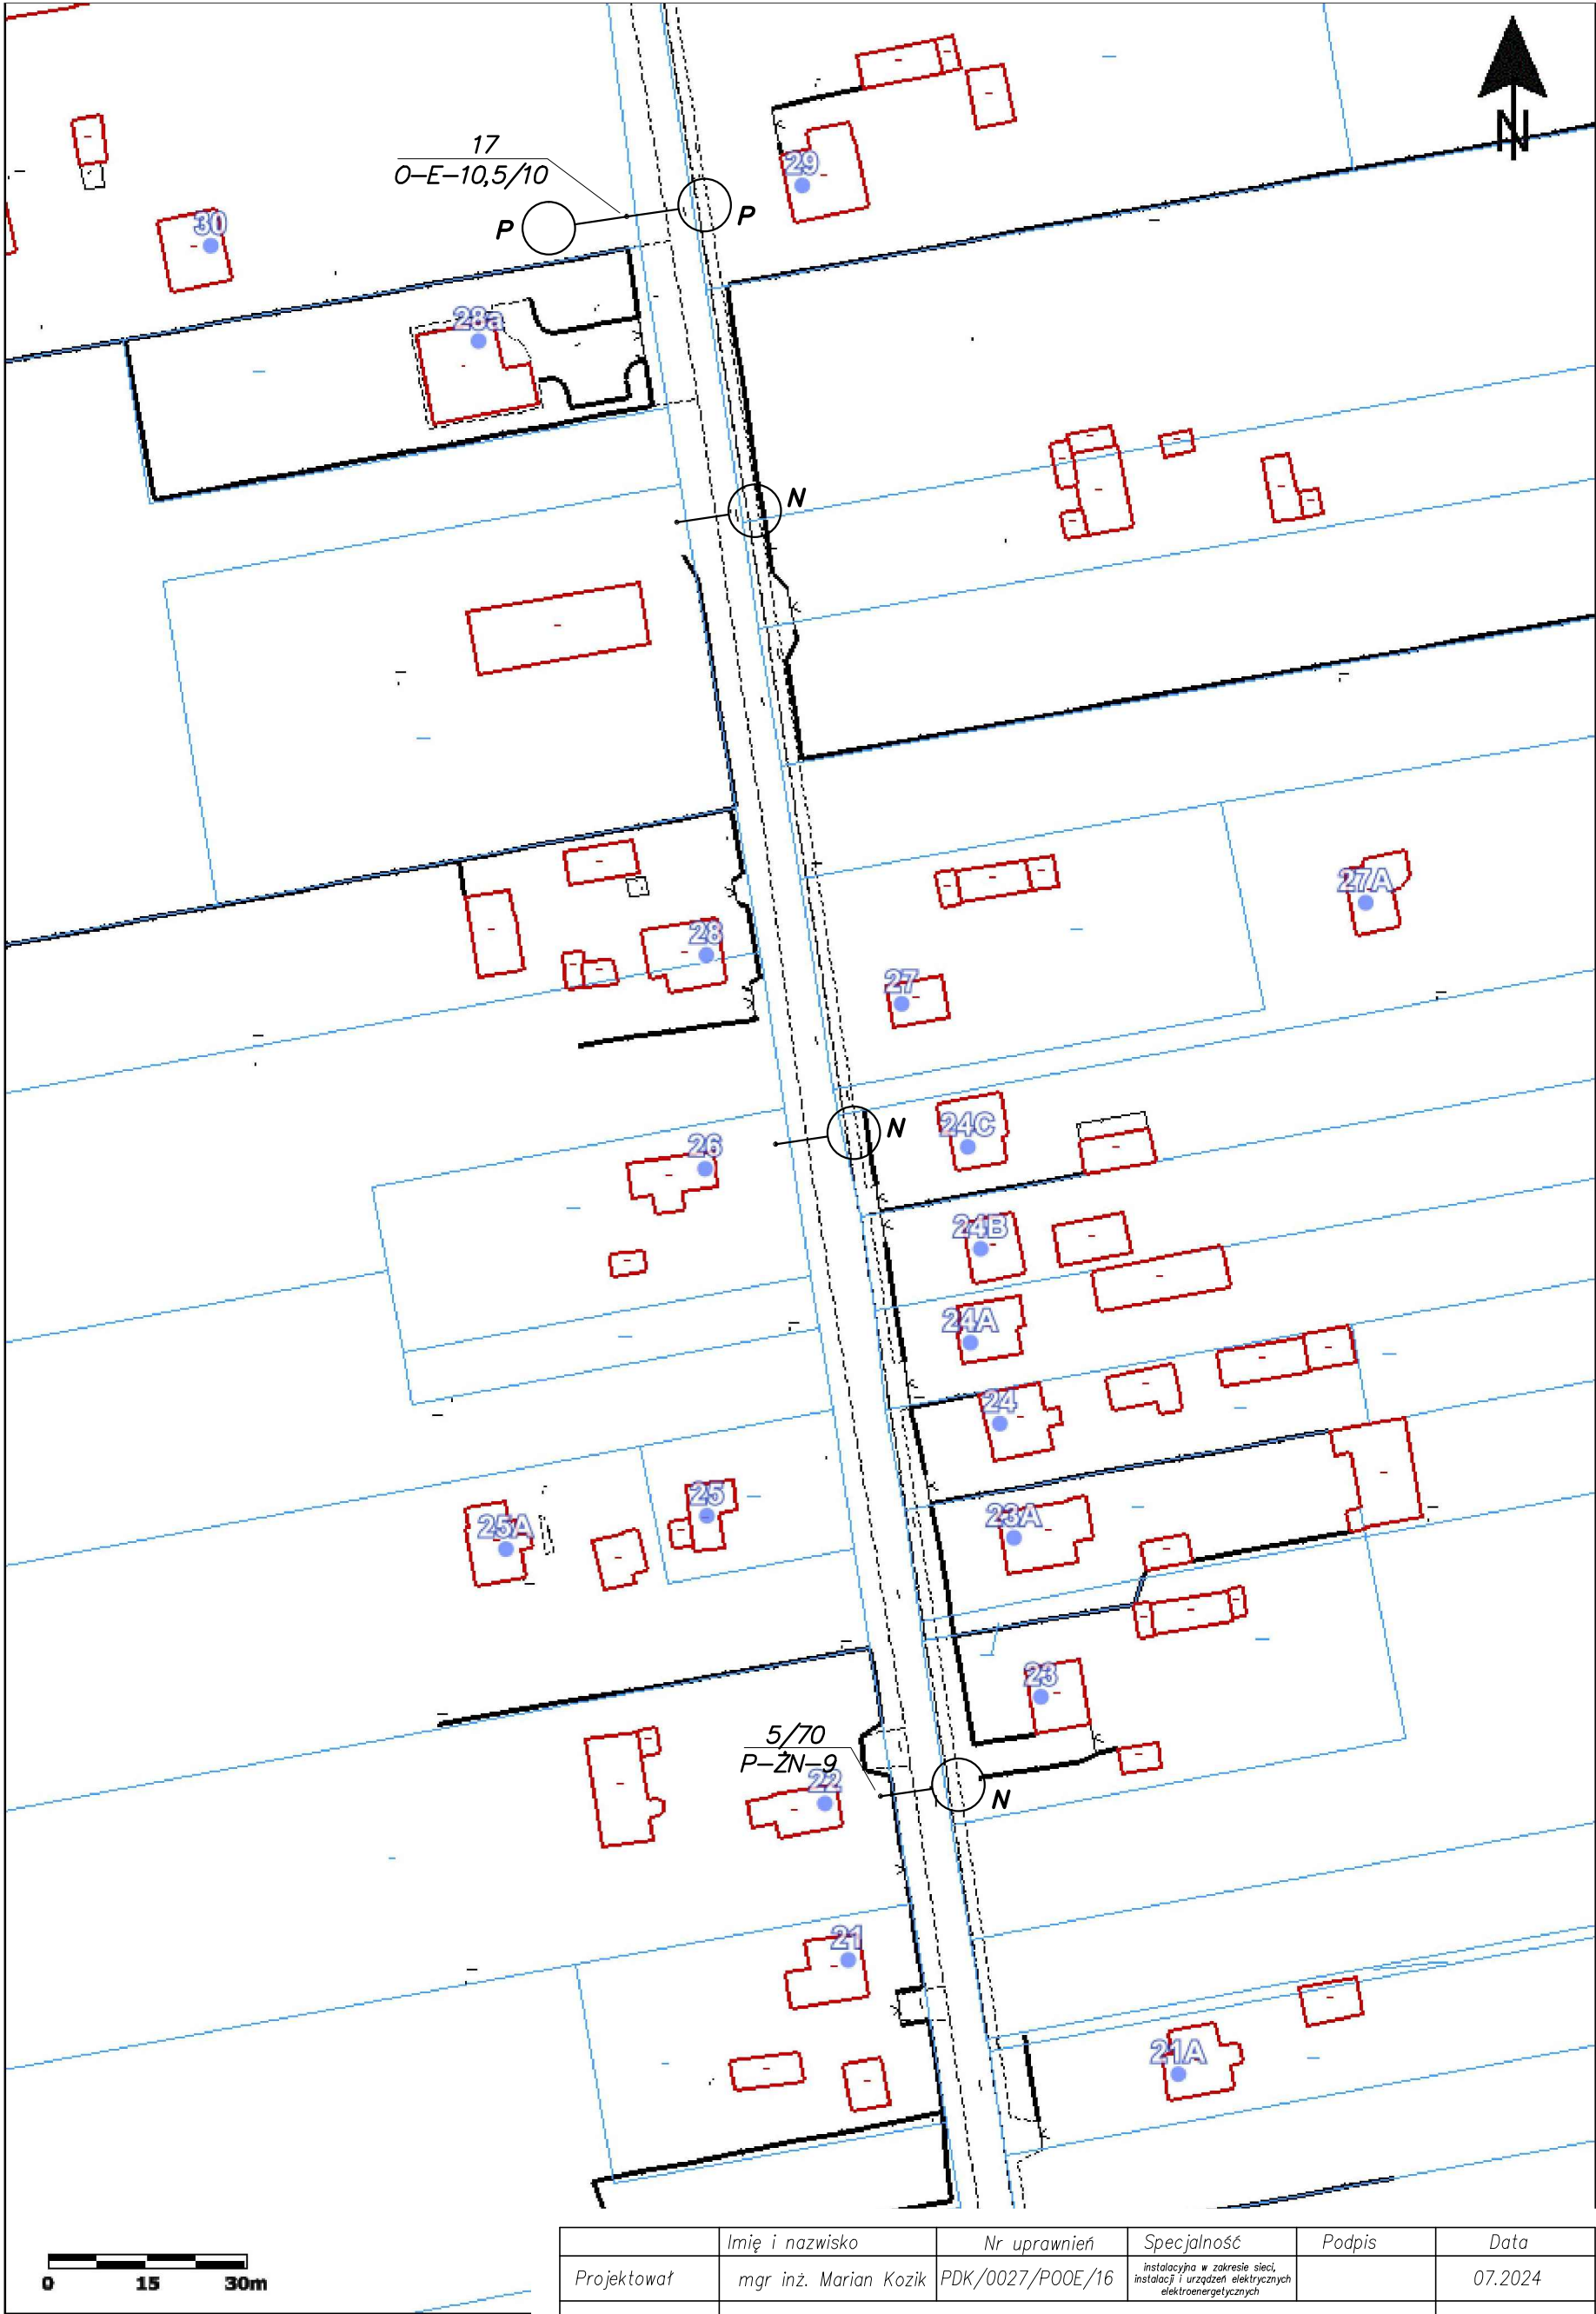 N
29
17
O-E-10,5/10
P
P
30
28a
N
27A
28
27
24C
N
26
24B
24A
24
25
25A
23A
23
5/70
P-ŻN-9
22
N
21
21A
0 15 30m
Imię i nazwisko Nr uprawnień Specjalność Podpis Data
Projektował mgr inż. Marian Kozik PDK/0027/POOE/16 instalacyjna w zakresie sieci, instalacji i urządzeń elektrycznych elektroenergetycznych 07.2024